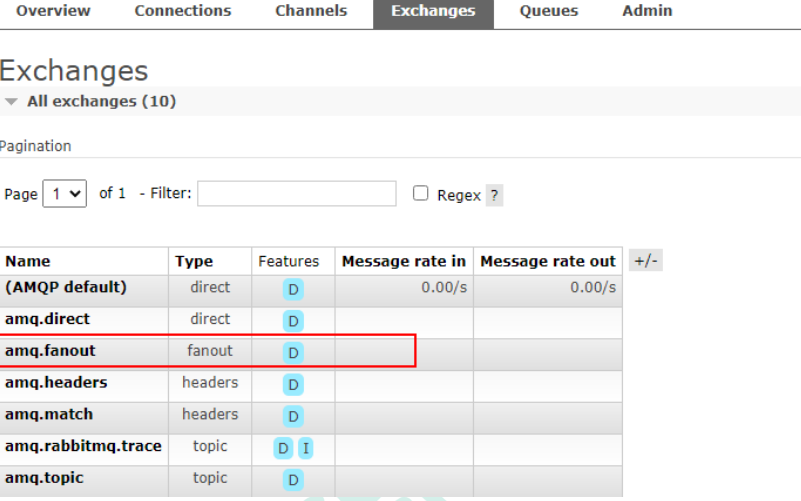 Overview Connections Channels Exchanges Queues Admin
Exchanges
All exchanges (10)
Pagination
Page 1 of 1 - Filter: Regex ?
Name Type Features Message rate in Message rate out +/-
(AMQP default) direct D 0.00/s 0.00/s
amq.direct direct D
amq.fanout fanout D
amq.headers headers D
amq.match headers D
amq.rabbitmq.trace topic D I
amq.topic topic D